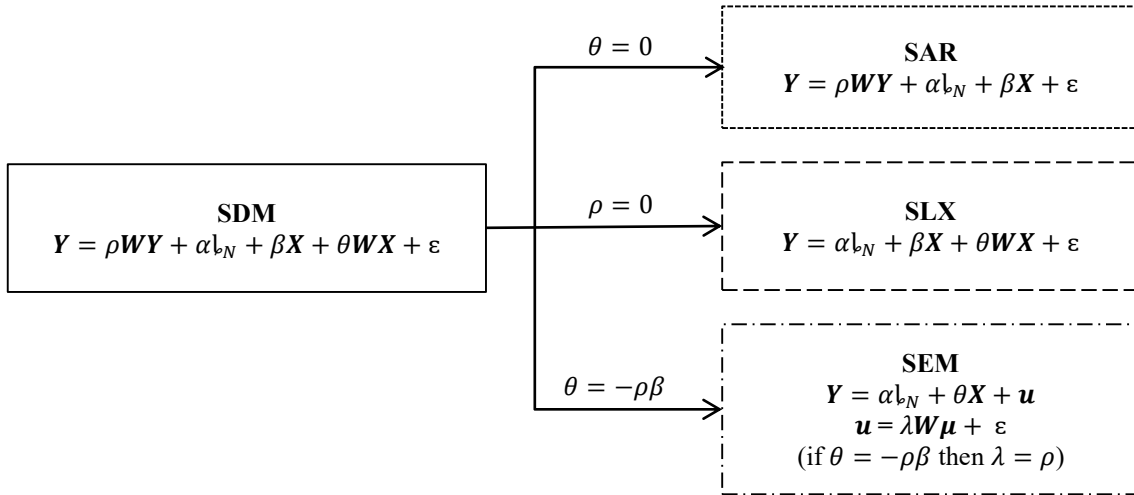 SDM
Y = ρWY + αι_N + βX + θWX + ε
θ = 0
SAR
Y = ρWY + αι_N + βX + ε
ρ = 0
SLX
Y = αι_N + βX + θWX + ε
θ = −ρβ
SEM
Y = αι_N + θX + u
u = λWμ + ε
(if θ = −ρβ then λ = ρ)